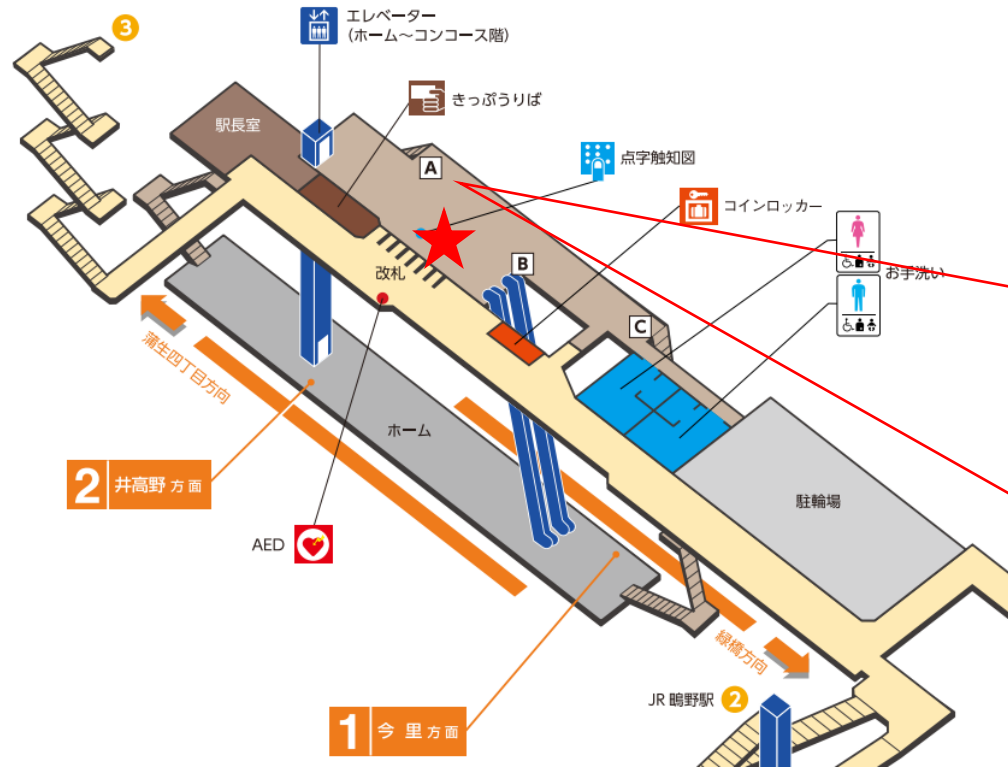 3
エレベーター
(ホーム〜コンコース階)
きっぷうりば
駅長室
A
点字触知図
コインロッカー
お手洗い
改札
B
C
蒲生四丁目方向
ホーム
2 井高野方面
駐輪場
AED
緑橋方向
JR鴫野駅 2
1 今里方面